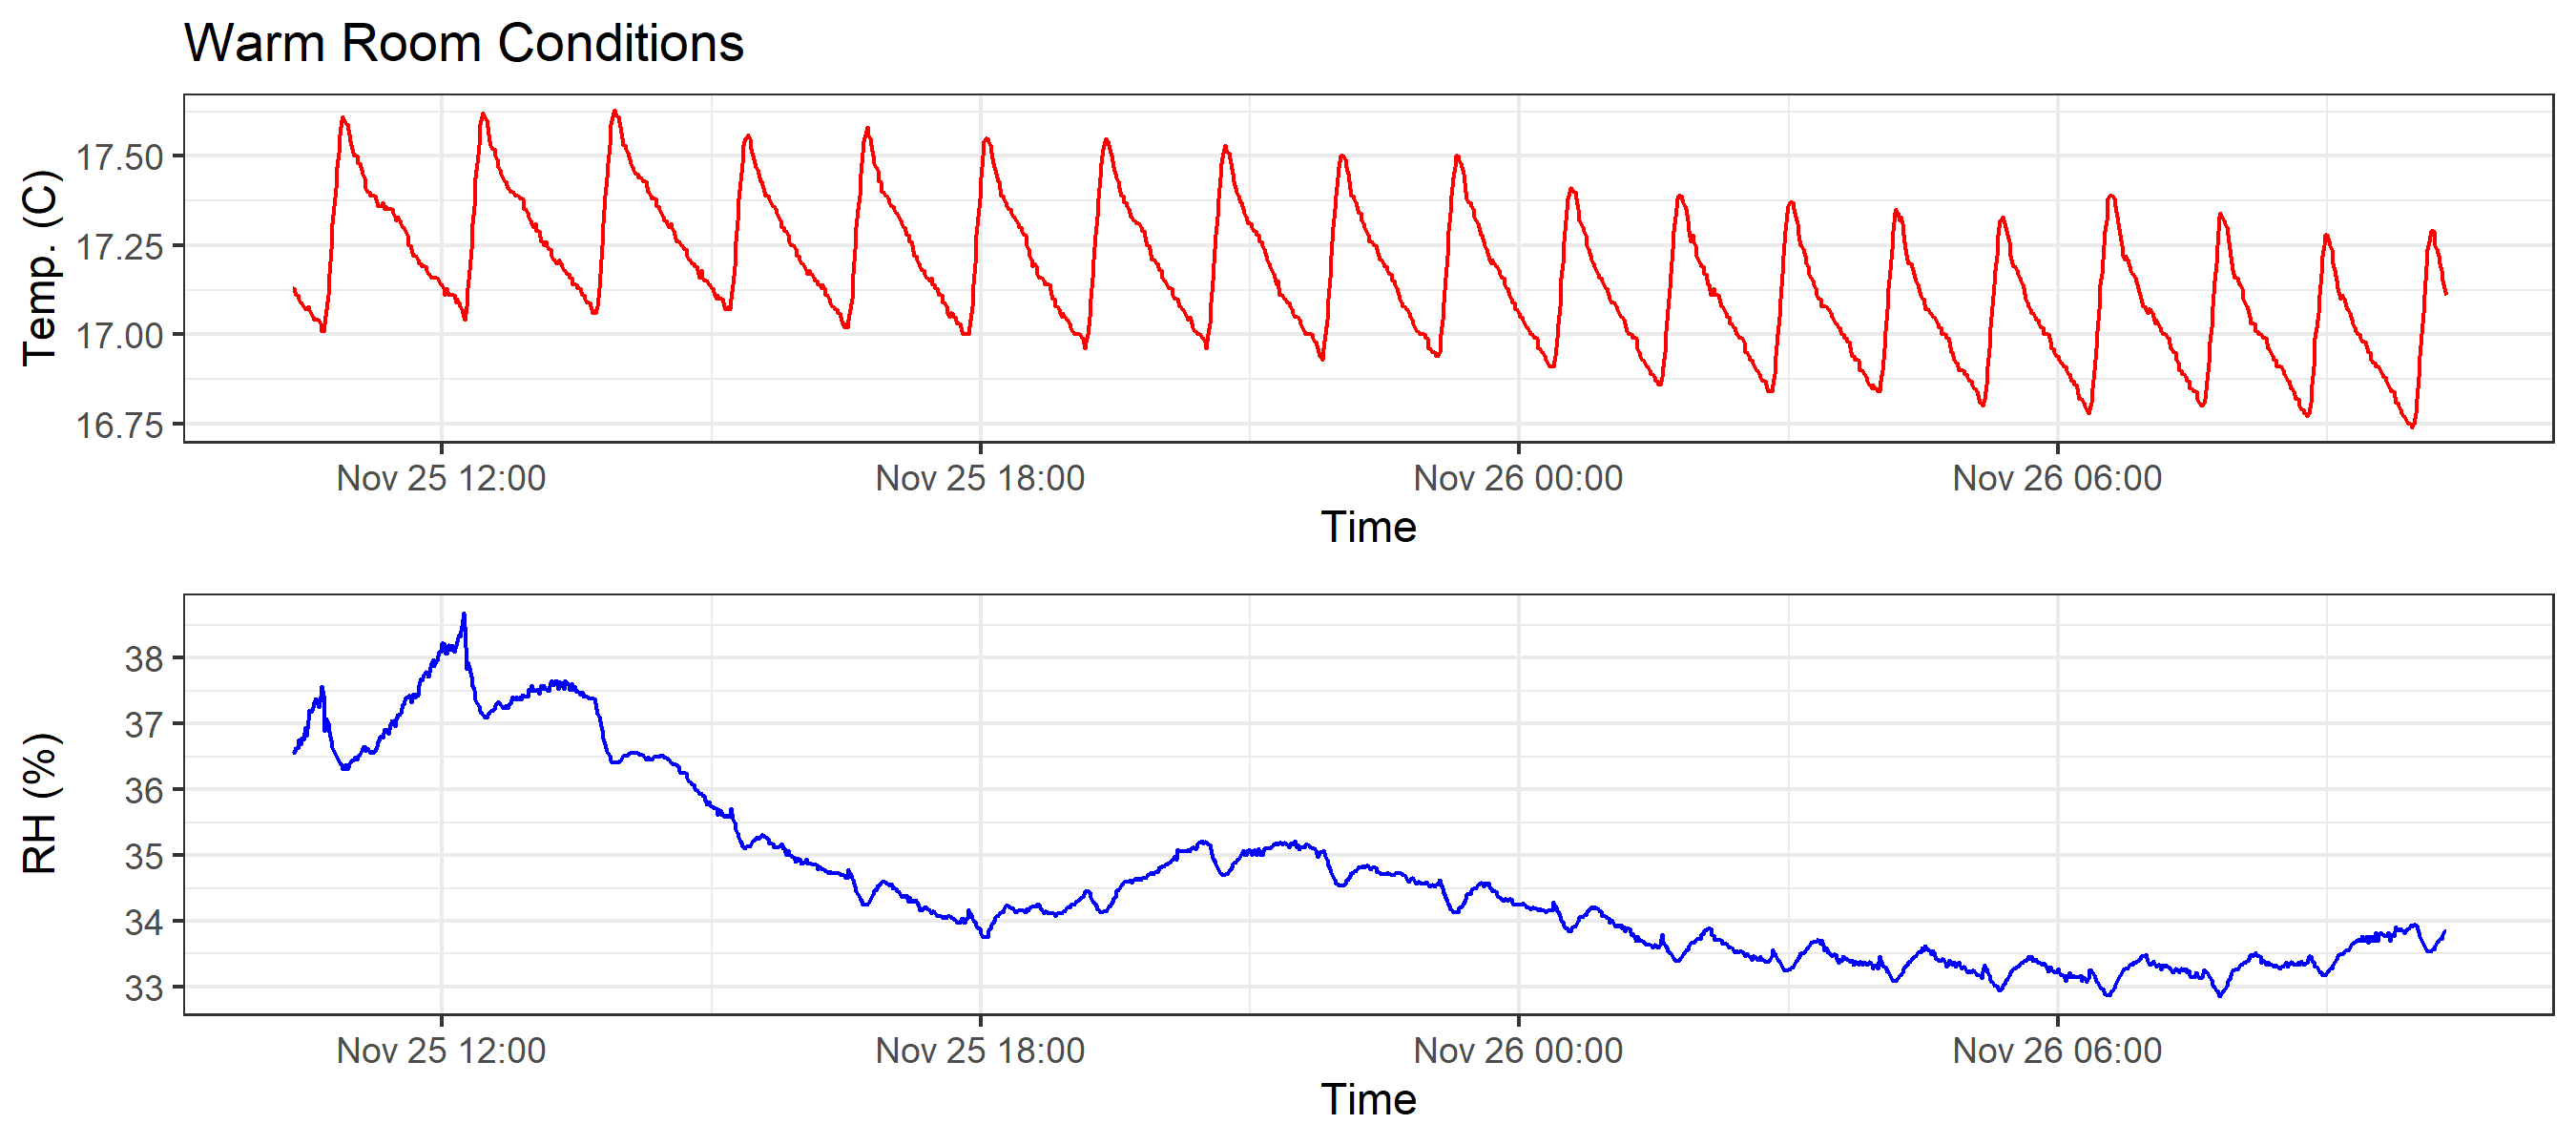 Warm Room Conditions
Temp. (C)
17.50
17.25
17.00
16.75
Nov 25 12:00 Nov 25 18:00 Nov 26 00:00 Nov 26 06:00
Time
RH (%)
38
37
36
35
34
33
Nov 25 12:00 Nov 25 18:00 Nov 26 00:00 Nov 26 06:00
Time